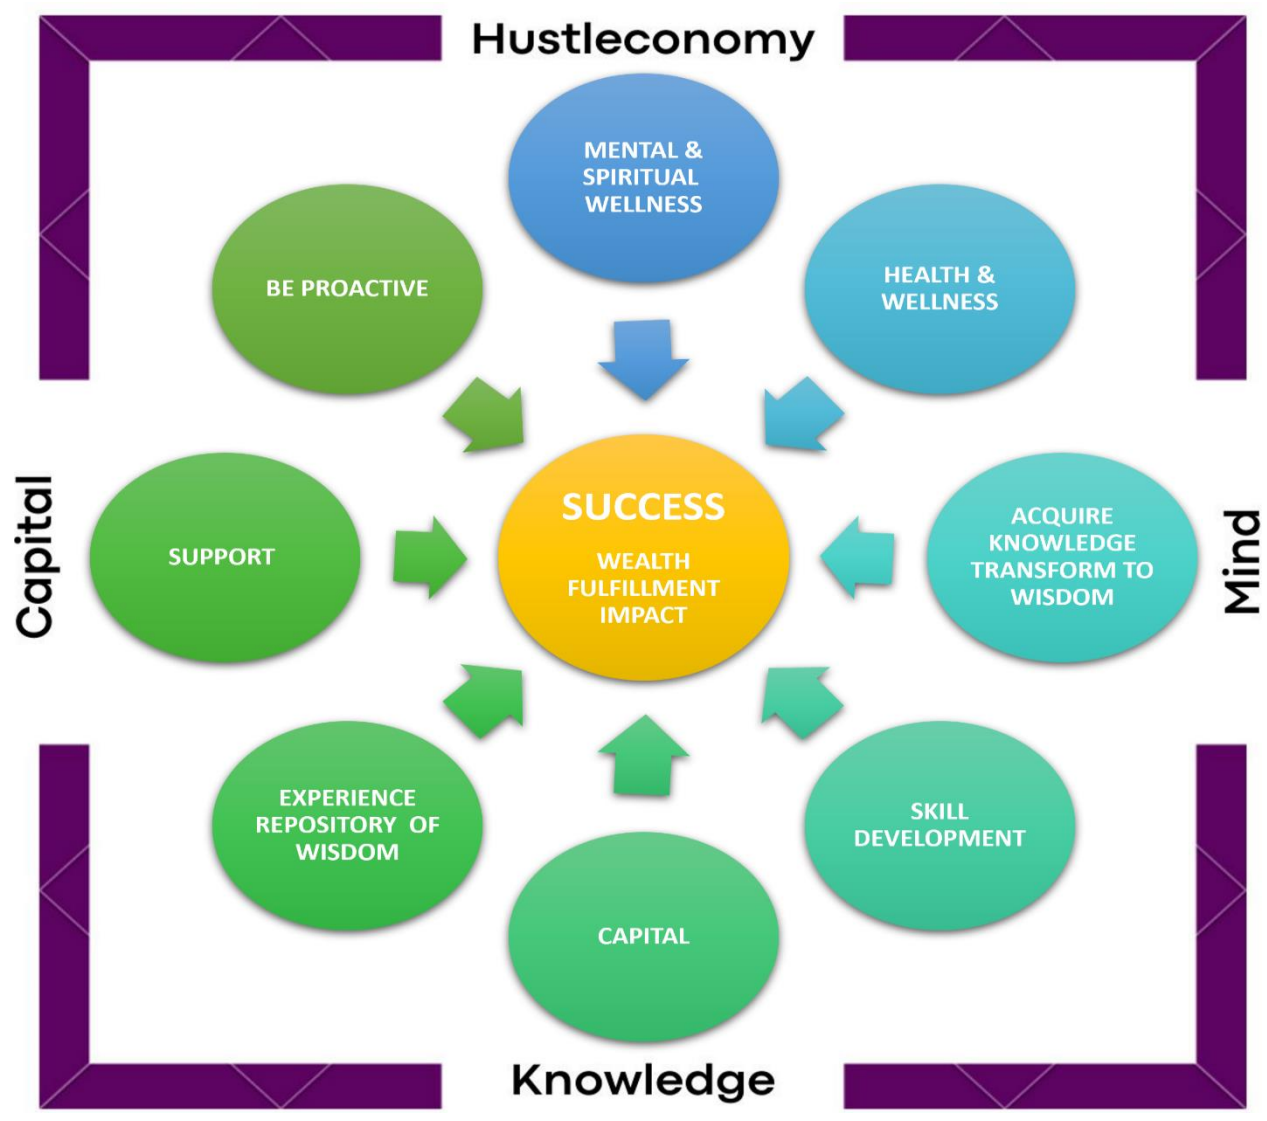 Hustleconomy
MENTAL &
SPIRITUAL
WELLNESS
HEALTH &
WELLNESS
BE PROACTIVE
Capital
SUPPORT
SUCCESS
WEALTH
FULFILLMENT
IMPACT
ACQUIRE
KNOWLEDGE
TRANSFORM TO
WISDOM
Mind
EXPERIENCE
REPOSITORY OF
WISDOM
SKILL
DEVELOPMENT
CAPITAL
Knowledge